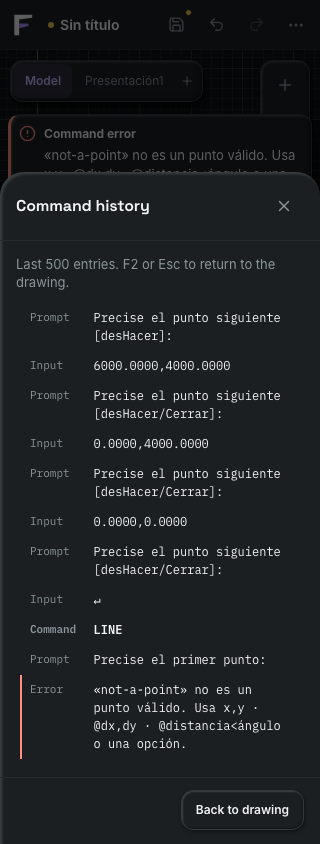 Sin título
Model
Presentación1
Command error
«not-a-point» no es un punto válido. Usa
Command history
Last 500 entries. F2 or Esc to return to the
drawing.
Prompt
Precise el punto siguiente
[desHacer]:
Input
6000.0000,4000.0000
Prompt
Precise el punto siguiente
[desHacer/Cerrar]:
Input
0.0000,4000.0000
Prompt
Precise el punto siguiente
[desHacer/Cerrar]:
Input
0.0000,0.0000
Prompt
Precise el punto siguiente
[desHacer/Cerrar]:
Input
↵
Command
LINE
Prompt
Precise el primer punto:
Error
«not-a-point» no es un
punto válido. Usa x,y ·
@dx,dy · @distancia<ángulo
o una opción.
Back to drawing